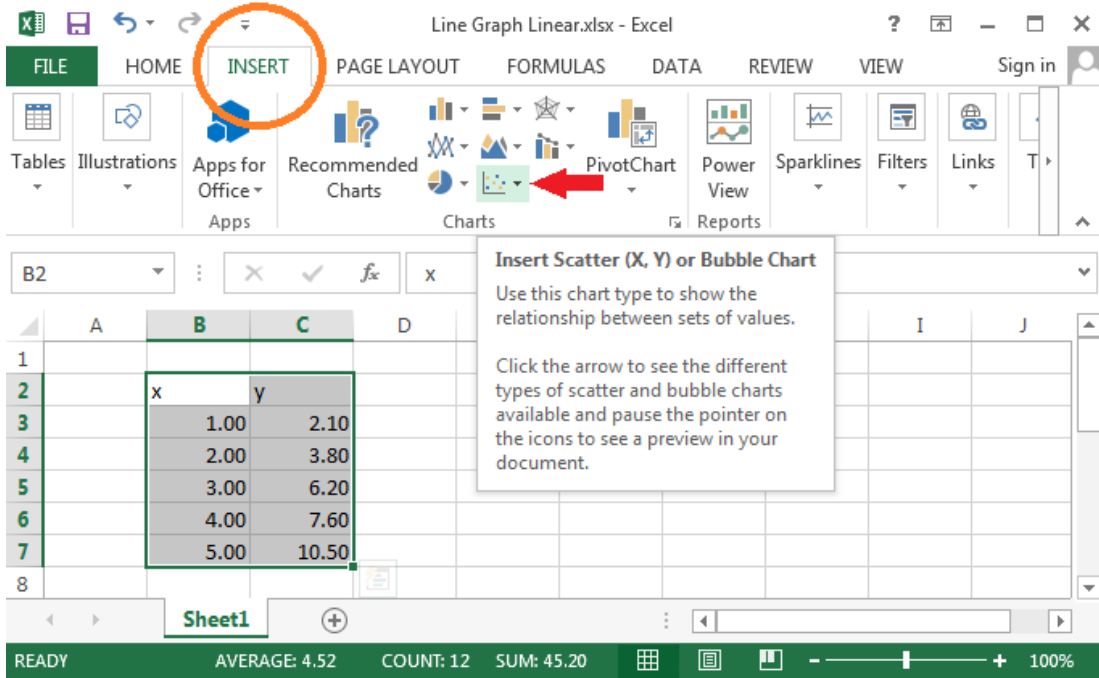 Line Graph Linear.xlsx - Excel
FILE HOME INSERT PAGE LAYOUT FORMULAS DATA REVIEW VIEW Sign in
Tables Illustrations Apps for Office Recommended Charts PivotChart Power View Sparklines Filters Links T
Apps Charts Reports
B2 fx x
Insert Scatter (X, Y) or Bubble Chart
Use this chart type to show the
relationship between sets of values.
Click the arrow to see the different
types of scatter and bubble charts
available and pause the pointer on
the icons to see a preview in your
document.
A B C D I J
1
2 x y
3 1.00 2.10
4 2.00 3.80
5 3.00 6.20
6 4.00 7.60
7 5.00 10.50
8
Sheet1
READY AVERAGE: 4.52 COUNT: 12 SUM: 45.20 100%